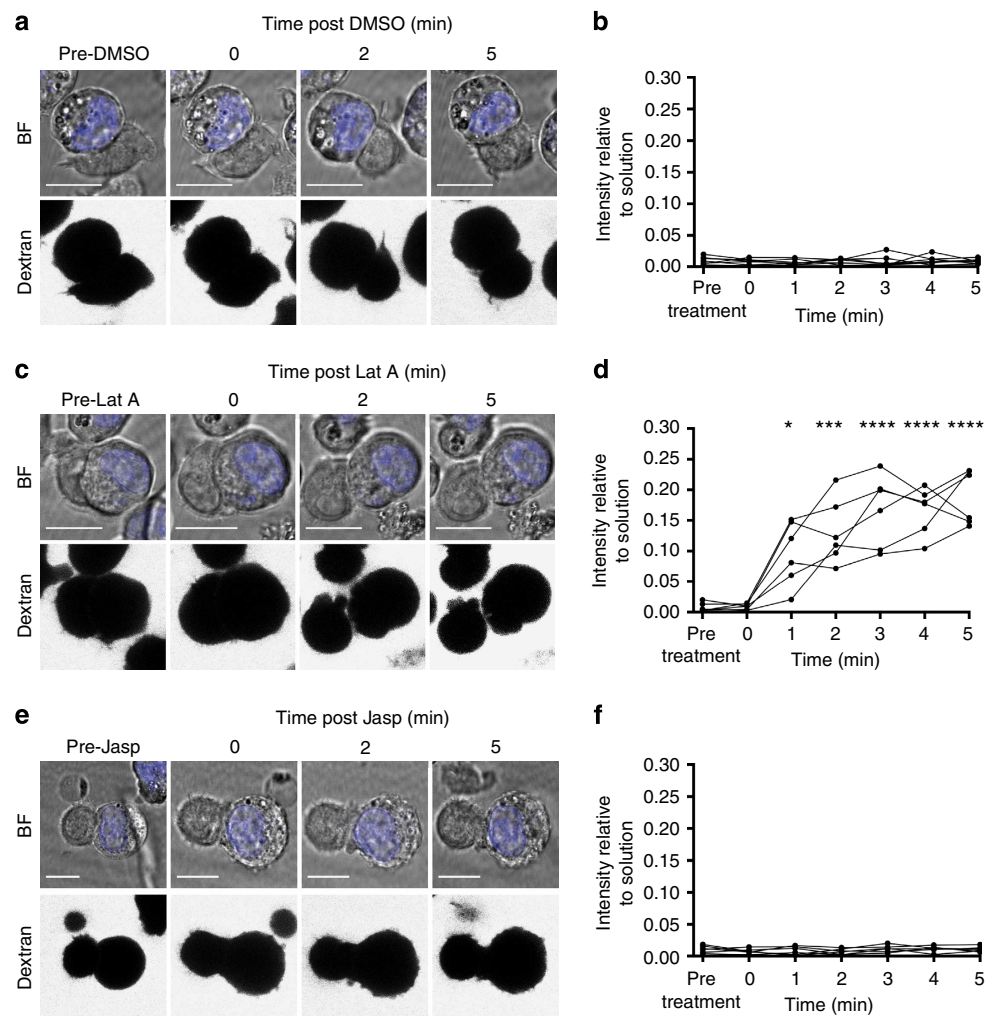 a
Time post DMSO (min)
Pre-DMSO 0 2 5
BF
Dextran
b
Intensity relative
to solution
0.30
0.25
0.20
0.15
0.10
0.05
0.00
Pre
treatment
0 1 2 3 4 5
Time (min)
c
Time post Lat A (min)
Pre-Lat A 0 2 5
BF
Dextran
d
Intensity relative
to solution
* *** **** **** ****
0.30
0.25
0.20
0.15
0.10
0.05
0.00
Pre
treatment
0 1 2 3 4 5
Time (min)
e
Time post Jasp (min)
Pre-Jasp 0 2 5
BF
Dextran
f
Intensity relative
to solution
0.30
0.25
0.20
0.15
0.10
0.05
0.00
Pre
treatment
0 1 2 3 4 5
Time (min)